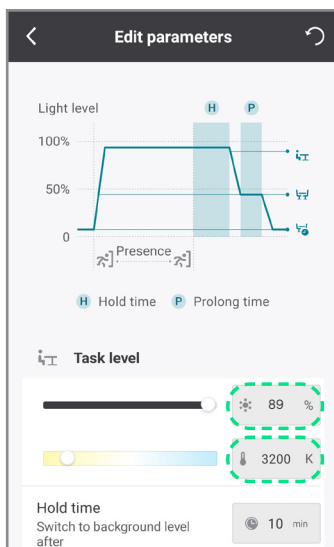 Edit parameters
Light level
H
P
100%
50%
0
Presence
H Hold time P Prolong time
Task level
89 %
3200 K
Hold time
Switch to background level
after
10 min